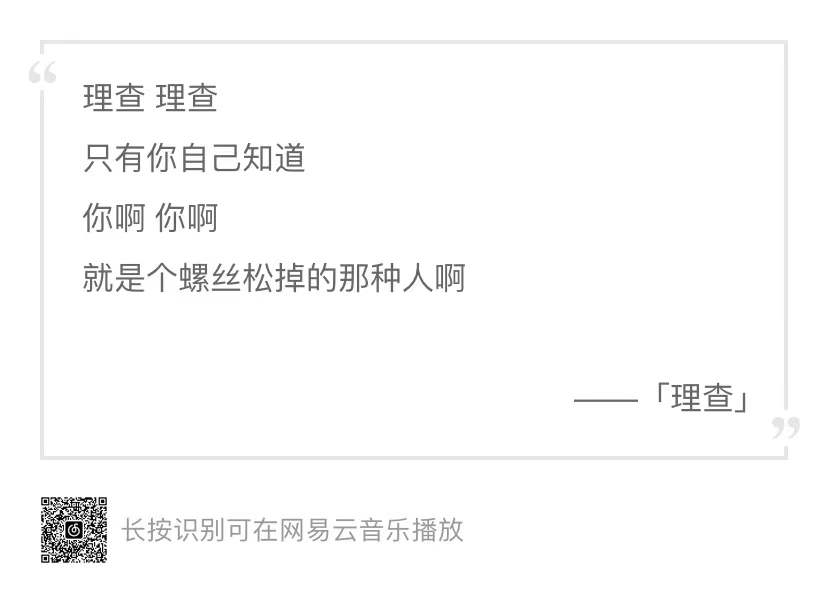 理查 理查
只有你自己知道
你啊 你啊
就是个螺丝松掉的那种人啊
——「理查」
长按识别可在网易云音乐播放